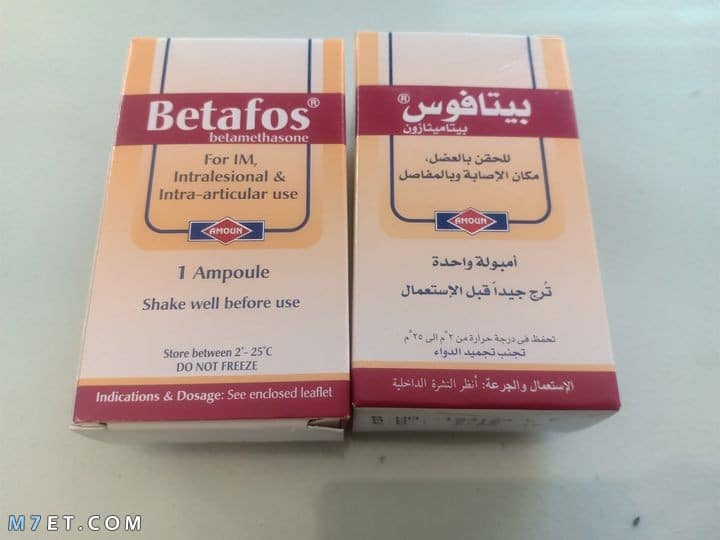 Betafos®
betamethasone
For IM,
Intralesional &
Intra-articular use
AMOUN
1 Ampoule
Shake well before use
Store between 2°- 25°C
DO NOT FREEZE
Indications & Dosage: See enclosed leaflet
بيتافوس®
بيتاميثازون
للحقن بالعضل،
مكان الإصابة وبالمفاصل
AMOUN
أمبولة واحدة
تُرج جيداً قبل الإستعمال
تحفظ فى درجة حرارة من ٢°م إلى ٢٥°م
تجنب تجميد الدواء
الإستعمال والجرعة: أنظر النشرة الداخلية
M7ET.COM